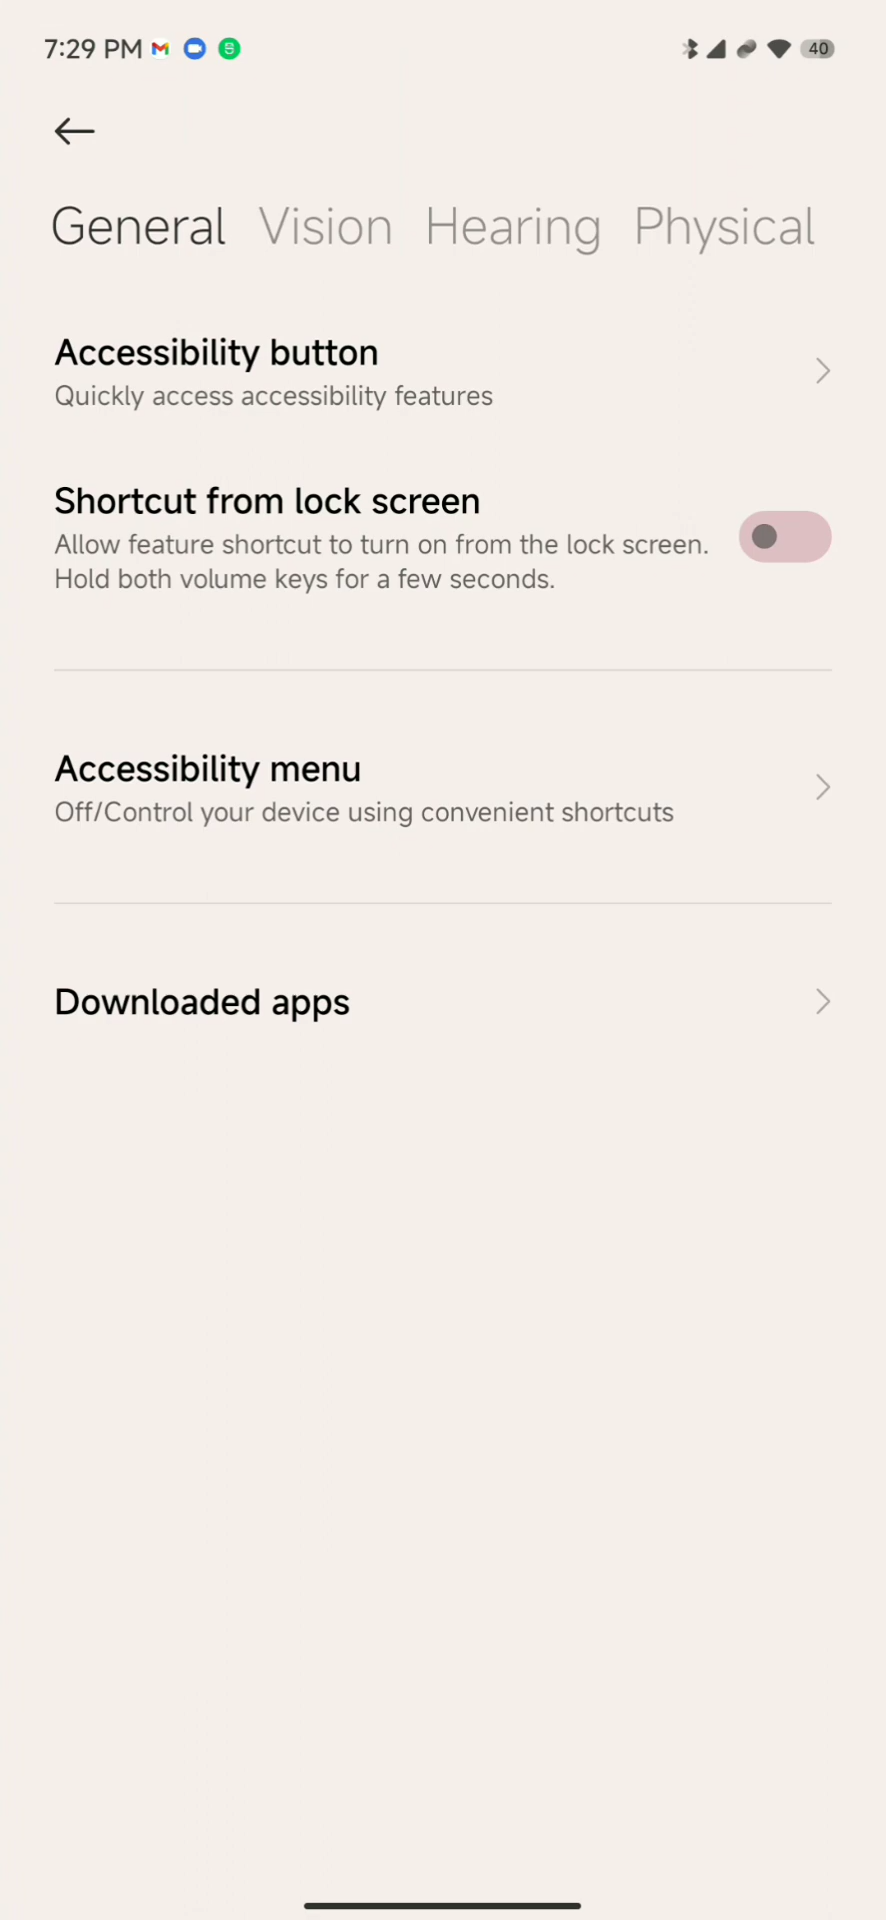 7:29 PM
40
General Vision Hearing Physical
Accessibility button
Quickly access accessibility features
Shortcut from lock screen
Allow feature shortcut to turn on from the lock screen.
Hold both volume keys for a few seconds.
Accessibility menu
Off/Control your device using convenient shortcuts
Downloaded apps